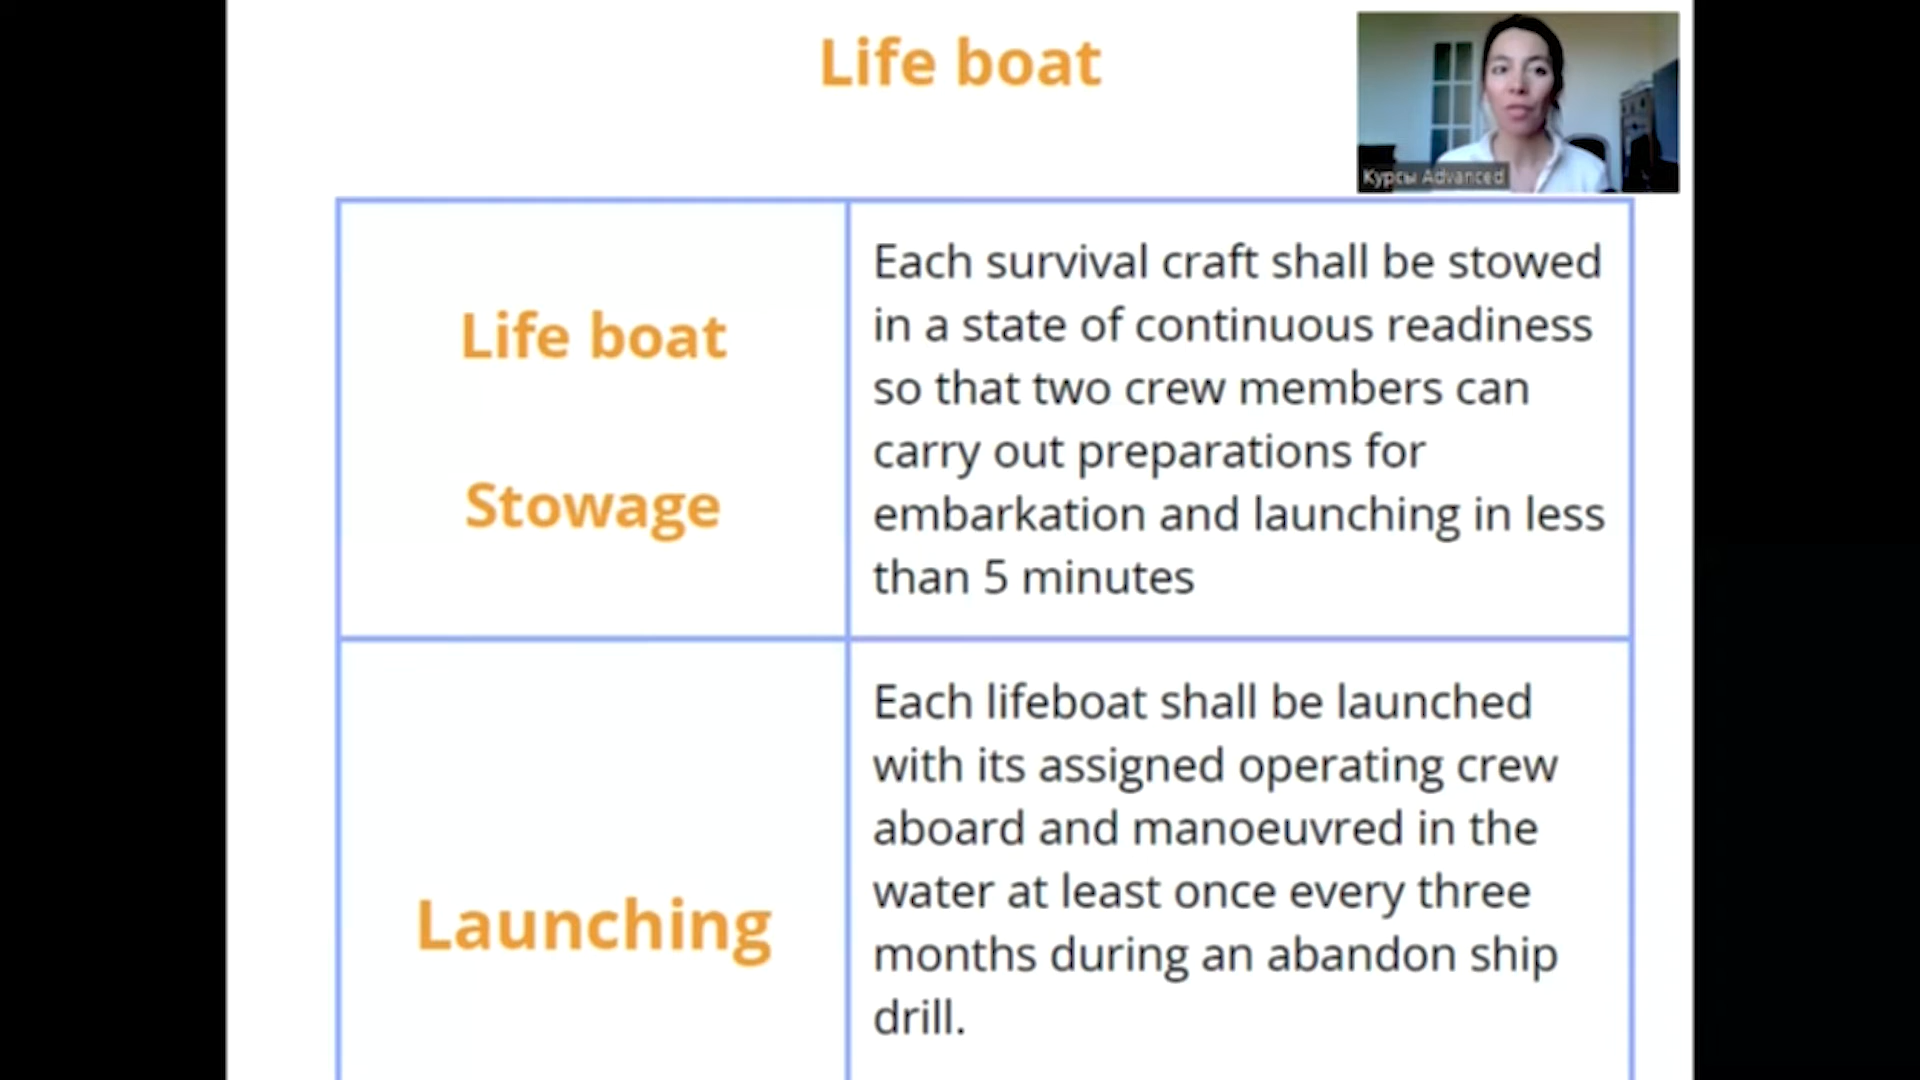 Life boat
Курсы Advanced
Life boat
Stowage
Each survival craft shall be stowed
in a state of continuous readiness
so that two crew members can
carry out preparations for
embarkation and launching in less
than 5 minutes
Launching
Each lifeboat shall be launched
with its assigned operating crew
aboard and manoeuvred in the
water at least once every three
months during an abandon ship
drill.